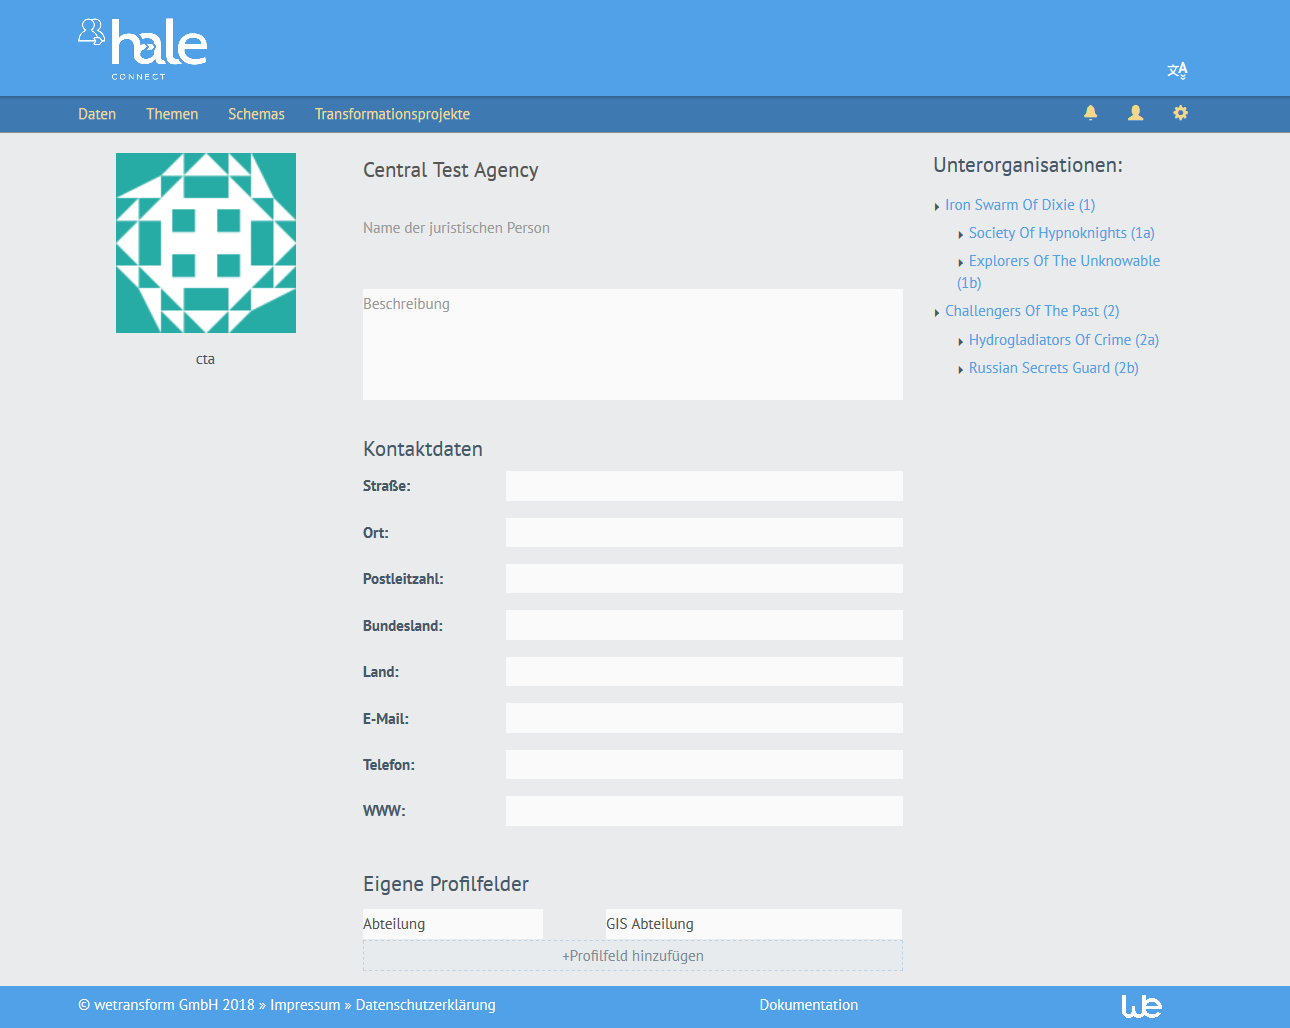 hale
CONNECT
Daten Themen Schemas Transformationsprojekte
cta
Central Test Agency
Name der juristischen Person
Beschreibung
Kontaktdaten
Straße:
Ort:
Postleitzahl:
Bundesland:
Land:
E-Mail:
Telefon:
WWW:
Eigene Profilfelder
Abteilung GIS Abteilung
+Profilfeld hinzufügen
Unterorganisationen:
Iron Swarm Of Dixie (1)
Society Of Hypnoknights (1a)
Explorers Of The Unknowable
(1b)
Challengers Of The Past (2)
Hydrogladiators Of Crime (2a)
Russian Secrets Guard (2b)
© wetransform GmbH 2018 » Impressum » Datenschutzerklärung Dokumentation we